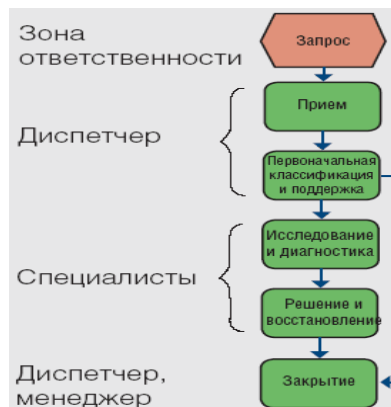 Зона
ответственности
Запрос
Прием
Диспетчер
Первоначальная
классификация
и поддержка
Исследование
и диагностика
Специалисты
Решение и
восстановление
Диспетчер,
менеджер
Закрытие